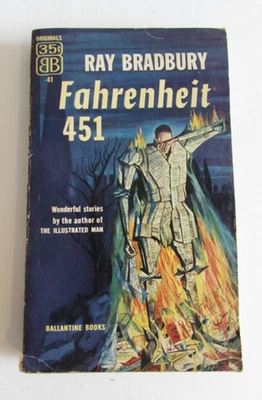 ORIGINALS
35¢
BB
41
RAY BRADBURY
Fahrenheit
451
Wonderful stories
by the author of
THE ILLUSTRATED MAN
BALLANTINE BOOKS